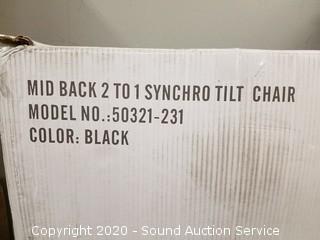 MID BACK 2 TO 1 SYNCHRO TILT CHAIR
MODEL NO.:50321-231
COLOR: BLACK
Copyright 2020 - Sound Auction Service